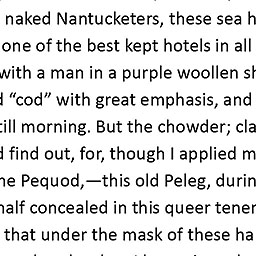 naked Nantucketers, these sea h
one of the best kept hotels in all
with a man in a purple woollen sh
“cod” with great emphasis, and
till morning. But the chowder; cla
find out, for, though I applied m
he Pequod,—this old Peleg, durin
half concealed in this queer tener
that under the mask of these ha